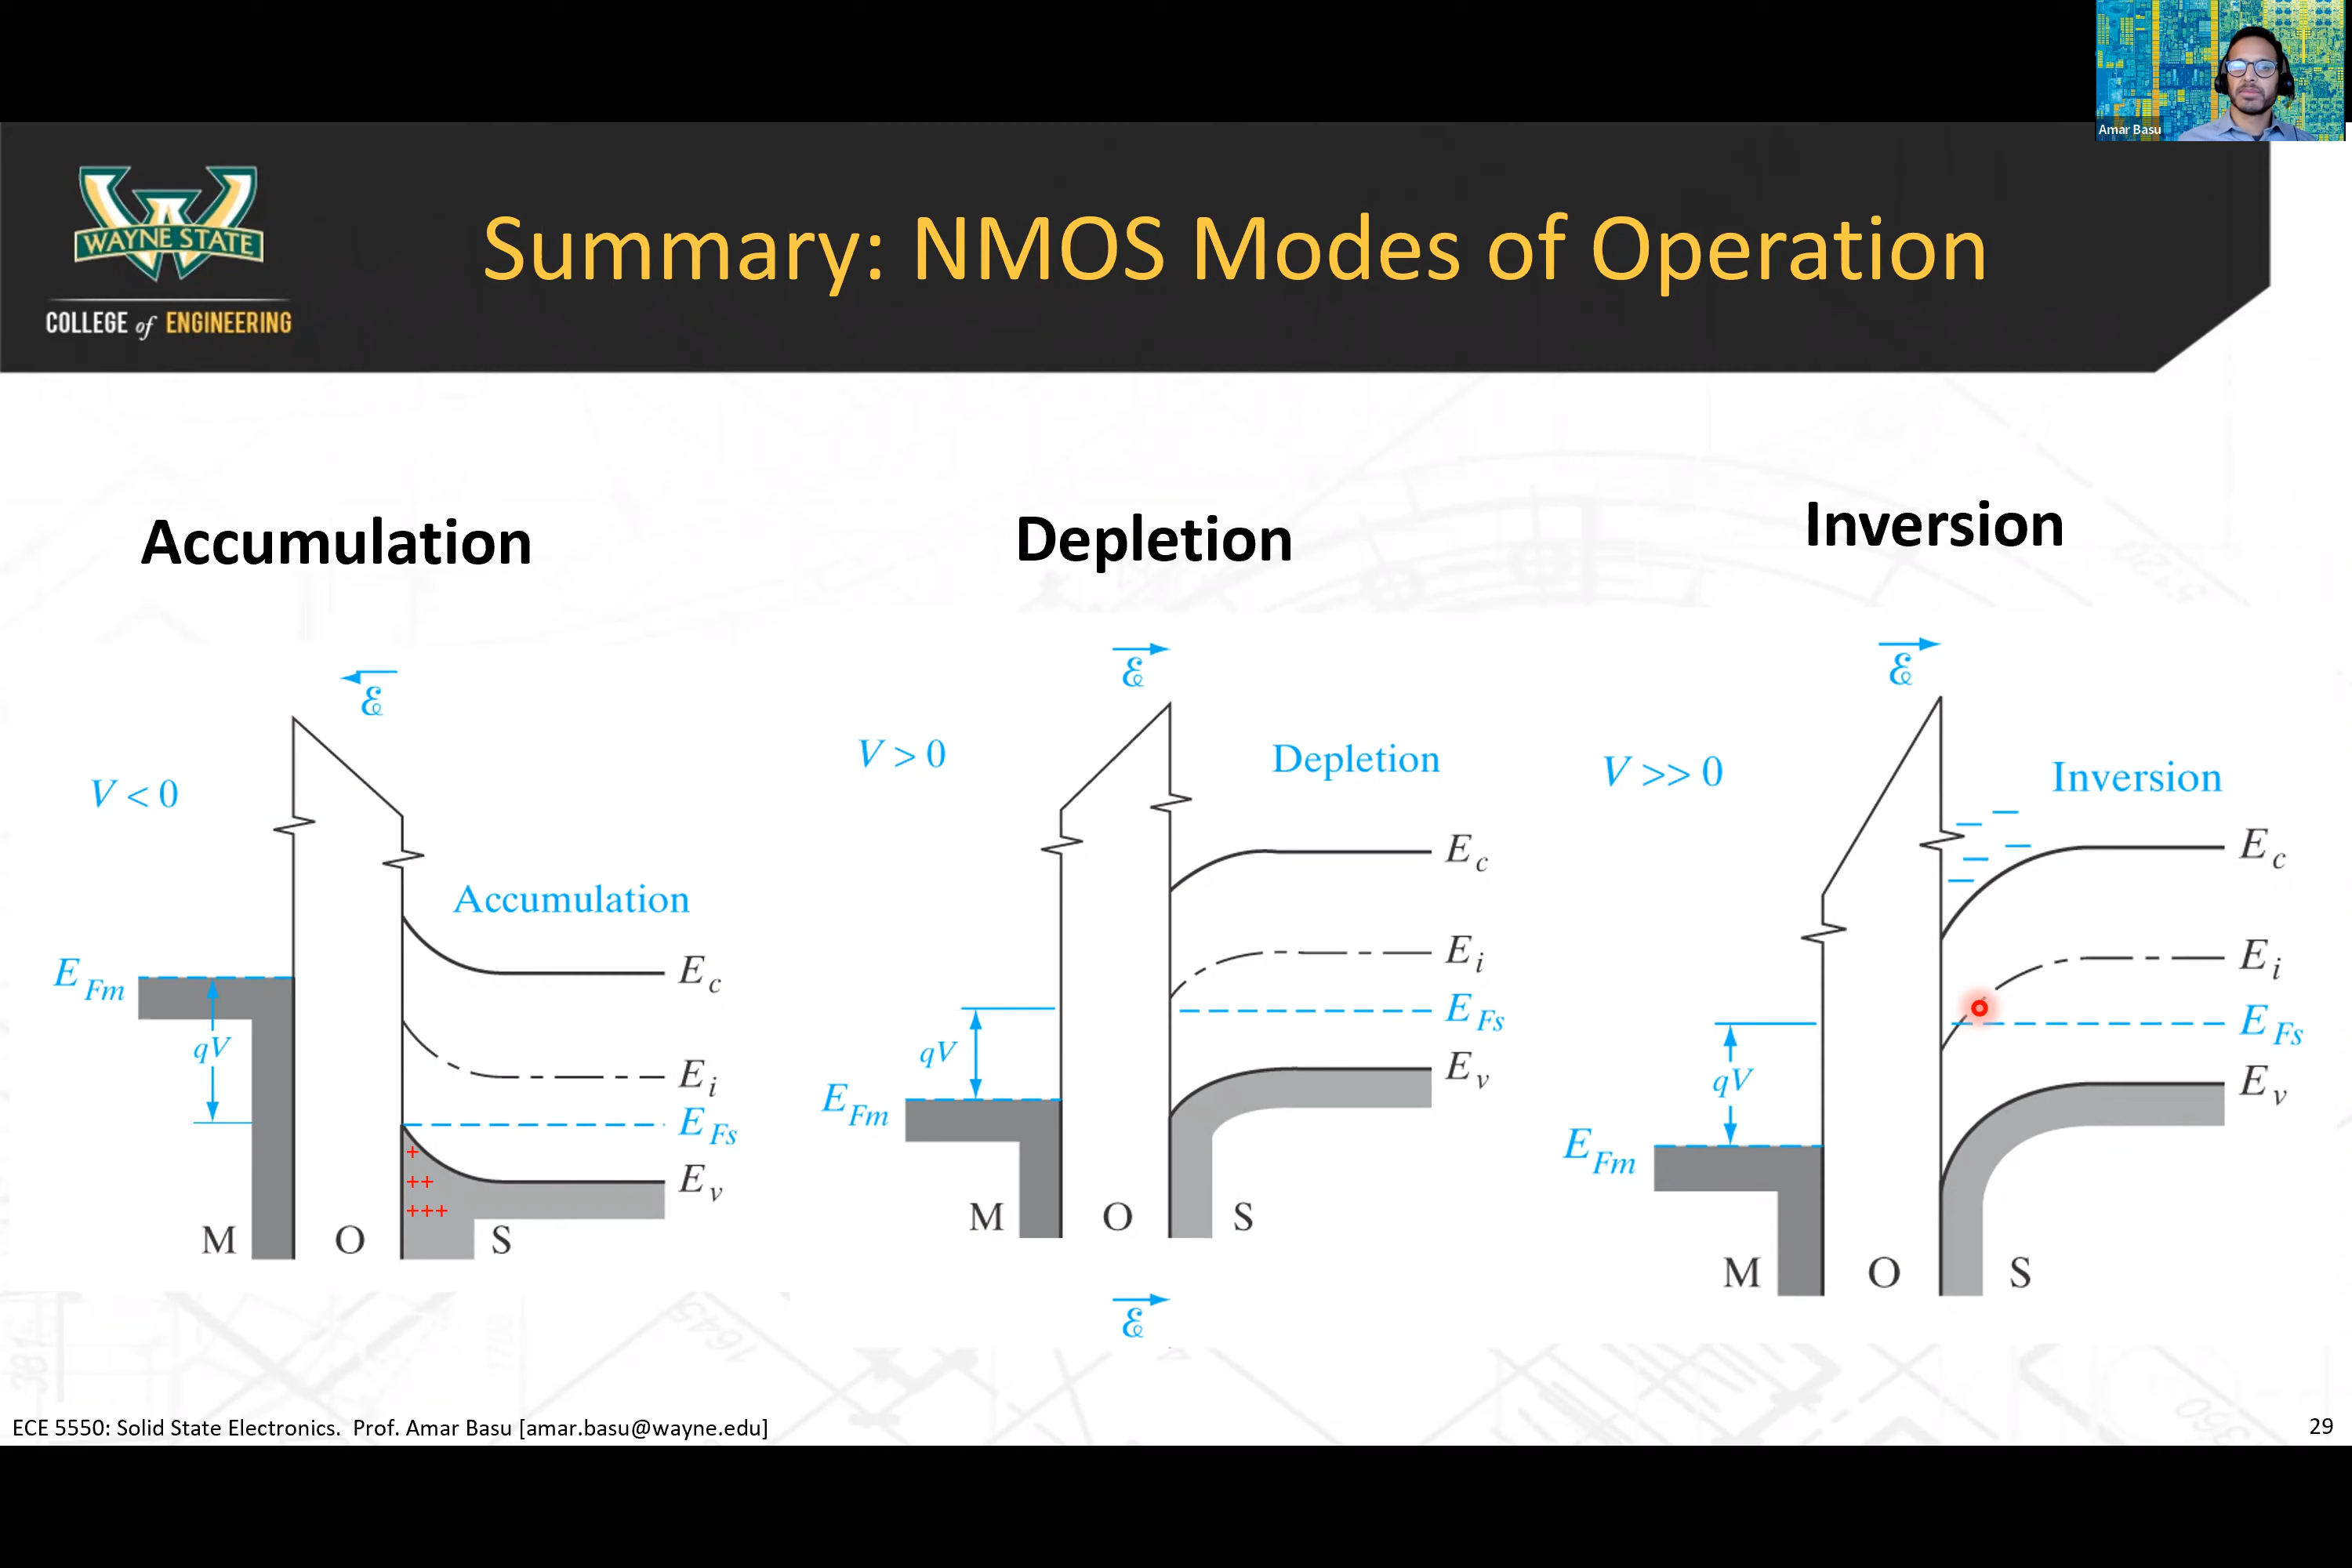 Amar Basu
WAYNE STATE
COLLEGE of ENGINEERING
Summary: NMOS Modes of Operation
Accumulation
Depletion
Inversion
ℰ
V < 0
Accumulation
E_Fm
qV
E_c
E_i
E_Fs
E_v
+
++
+++
M O S
ℰ
V > 0
Depletion
E_c
E_i
E_Fs
qV
E_v
E_Fm
M O S
ℰ
ℰ
V >> 0
Inversion
E_c
E_i
E_Fs
qV
E_v
E_Fm
M O S
1645
381
ECE 5550: Solid State Electronics. Prof. Amar Basu [amar.basu@wayne.edu]
29